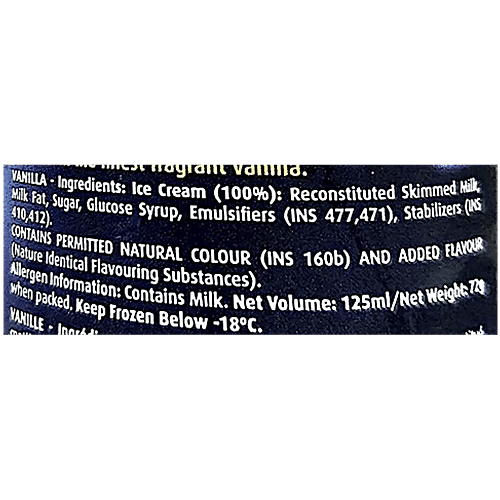 finest fragrant vanilla.
VANILLA - Ingredients: Ice Cream (100%): Reconstituted Skimmed Milk,
Milk Fat, Sugar, Glucose Syrup, Emulsifiers (INS 477,471), Stabilizers (INS
410,412).
CONTAINS PERMITTED NATURAL COLOUR (INS 160b) AND ADDED FLAVOUR
(Nature Identical Flavouring Substances).
Allergen Information: Contains Milk. Net Volume: 125ml/Net Weight: 72g
when packed. Keep Frozen Below -18°C.
VANILLE -